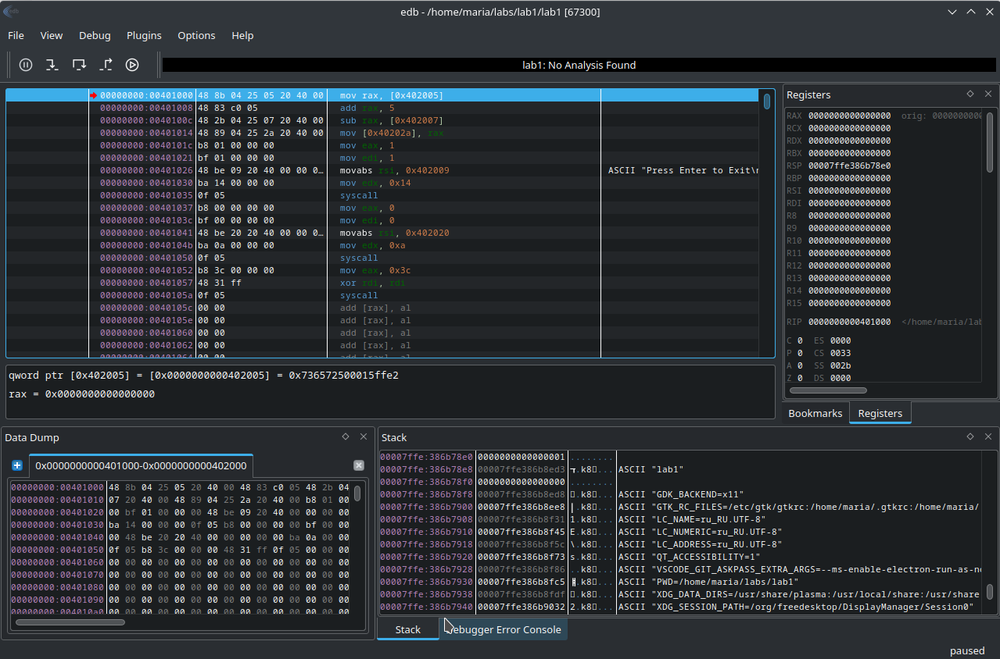 edb - /home/maria/labs/lab1/lab1 [67300]
File View Debug Plugins Options Help
lab1: No Analysis Found
00000000:00401000 48 8b 04 25 05 20 40 00 mov rax, [0x402005]
00000000:00401008 48 83 c0 05 add rax, 5
00000000:0040100c 48 2b 04 25 07 20 40 00 sub rax, [0x402007]
00000000:00401014 48 89 04 25 2a 20 40 00 mov [0x40202a], rax
00000000:0040101c b8 01 00 00 00 mov eax, 1
00000000:00401021 bf 01 00 00 00 mov edi, 1
00000000:00401026 48 be 09 20 40 00 00 0… movabs rsi, 0x402009 ASCII "Press Enter to Exit\
00000000:00401030 ba 14 00 00 00 mov edx, 0x14
00000000:00401035 0f 05 syscall
00000000:00401037 b8 00 00 00 00 mov eax, 0
00000000:0040103c bf 00 00 00 00 mov edi, 0
00000000:00401041 48 be 20 20 40 00 00 0… movabs rsi, 0x402020
00000000:0040104b ba 0a 00 00 00 mov edx, 0xa
00000000:00401050 0f 05 syscall
00000000:00401052 b8 3c 00 00 00 mov eax, 0x3c
00000000:00401057 48 31 ff xor rdi, rdi
00000000:0040105a 0f 05 syscall
00000000:0040105c 00 00 add [rax], al
00000000:0040105e 00 00 add [rax], al
00000000:00401060 00 00 add [rax], al
00000000:00401062 00 00 add [rax], al
00000000:00401064 00 00 add [rax], al
qword ptr [0x402005] = [0x0000000000402005] = 0x736572500015ffe2
rax = 0x0000000000000000
Registers
RAX 0000000000000000 orig: 0000000000
RCX 0000000000000000
RDX 0000000000000000
RBX 0000000000000000
RSP 00007ffe386b78e0
RBP 0000000000000000
RSI 0000000000000000
RDI 0000000000000000
R8 0000000000000000
R9 0000000000000000
R10 0000000000000000
R11 0000000000000000
R12 0000000000000000
R13 0000000000000000
R14 0000000000000000
R15 0000000000000000
RIP 0000000000401000 </home/maria/lab
C 0 ES 0000
P 0 CS 0033
A 0 SS 002b
Z 0 DS 0000
Bookmarks Registers
Data Dump
0x0000000000401000-0x0000000000402000
00000000:00401000 48 8b 04 25 05 20 40 00 48 83 c0 05 48 2b 04
00000000:00401010 07 20 40 00 48 89 04 25 2a 20 40 00 b8 01 00
00000000:00401020 00 bf 01 00 00 00 48 be 09 20 40 00 00 00 00
00000000:00401030 ba 14 00 00 00 0f 05 b8 00 00 00 00 bf 00 00
00000000:00401040 00 48 be 20 20 40 00 00 00 00 00 ba 0a 00 00
00000000:00401050 0f 05 b8 3c 00 00 00 48 31 ff 0f 05 00 00 00
00000000:00401060 00 00 00 00 00 00 00 00 00 00 00 00 00 00 00
00000000:00401070 00 00 00 00 00 00 00 00 00 00 00 00 00 00 00
00000000:00401080 00 00 00 00 00 00 00 00 00 00 00 00 00 00 00
00000000:00401090 00 00 00 00 00 00 00 00 00 00 00 00 00 00 00
00000000:004010a0 00 00 00 00 00 00 00 00 00 00 00 00 00 00 00
Stack
00007ffe:386b78e0 0000000000000001 ........
00007ffe:386b78e8 00007ffe386b8ed3 .k8 ... ASCII "lab1"
00007ffe:386b78f0 0000000000000000 ........
00007ffe:386b78f8 00007ffe386b8ed8 .k8 ... ASCII "GDK_BACKEND=x11"
00007ffe:386b7900 00007ffe386b8ee8 .k8 ... ASCII "GTK_RC_FILES=/etc/gtk/gtkrc:/home/maria/.gtkrc:/home/maria/
00007ffe:386b7908 00007ffe386b8f31 1.k8 ... ASCII "LC_NAME=ru_RU.UTF-8"
00007ffe:386b7910 00007ffe386b8f45 E.k8 ... ASCII "LC_NUMERIC=ru_RU.UTF-8"
00007ffe:386b7918 00007ffe386b8f5c \.k8 ... ASCII "LC_ADDRESS=ru_RU.UTF-8"
00007ffe:386b7920 00007ffe386b8f73 s.k8 ... ASCII "QT_ACCESSIBILITY=1"
00007ffe:386b7928 00007ffe386b8f86 ..k8 ... ASCII "VSCODE_GIT_ASKPASS_EXTRA_ARGS=--ms-enable-electron-run-as-no
00007ffe:386b7930 00007ffe386b8fc5 .k8 ... ASCII "PWD=/home/maria/labs/lab1"
00007ffe:386b7938 00007ffe386b8fdf .k8 ... ASCII "XDG_DATA_DIRS=/usr/share/plasma:/usr/local/share:/usr/share
00007ffe:386b7940 00007ffe386b9032 2.k8 ... ASCII "XDG_SESSION_PATH=/org/freedesktop/DisplayManager/Session0"
Stack Debugger Error Console
paused